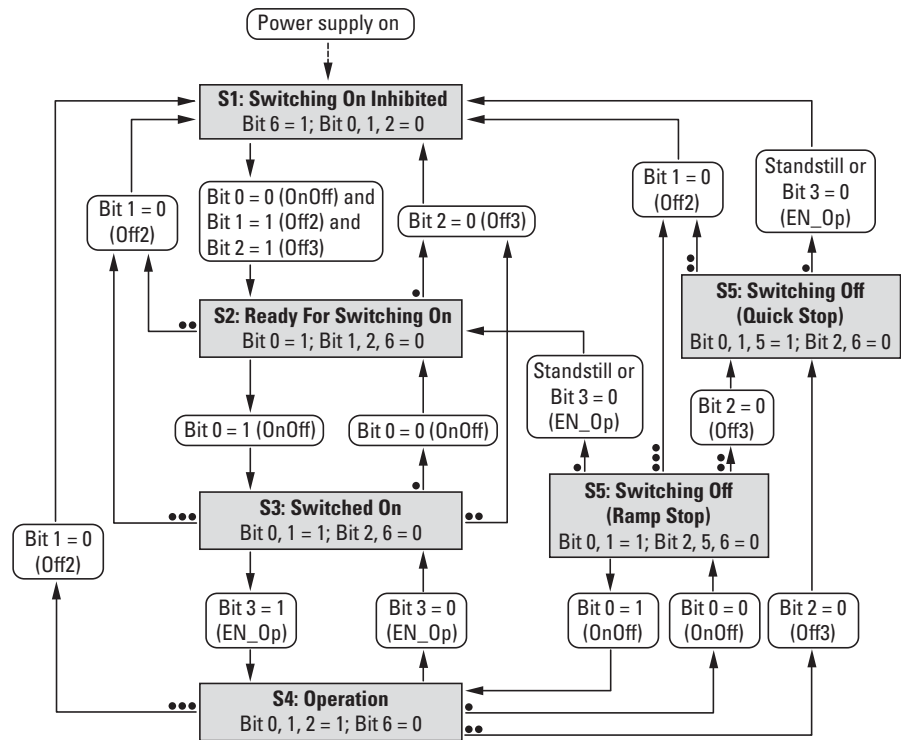 Power supply on
S1: Switching On Inhibited
Bit 6 = 1; Bit 0, 1, 2 = 0
Bit 1 = 0
(Off2)
Bit 0 = 0 (OnOff) and
Bit 1 = 1 (Off2) and
Bit 2 = 1 (Off3)
Bit 2 = 0 (Off3)
Bit 1 = 0
(Off2)
Standstill or
Bit 3 = 0
(EN_Op)
S2: Ready For Switching On
Bit 0 = 1; Bit 1, 2, 6 = 0
S5: Switching Off
(Quick Stop)
Bit 0, 1, 5 = 1; Bit 2, 6 = 0
Bit 0 = 1 (OnOff)
Bit 0 = 0 (OnOff)
Standstill or
Bit 3 = 0
(EN_Op)
Bit 2 = 0
(Off3)
S3: Switched On
Bit 0, 1 = 1; Bit 2, 6 = 0
S5: Switching Off
(Ramp Stop)
Bit 0, 1 = 1; Bit 2, 5, 6 = 0
Bit 1 = 0
(Off2)
Bit 3 = 1
(EN_Op)
Bit 3 = 0
(EN_Op)
Bit 0 = 1
(OnOff)
Bit 0 = 0
(OnOff)
Bit 2 = 0
(Off3)
S4: Operation
Bit 0, 1, 2 = 1; Bit 6 = 0